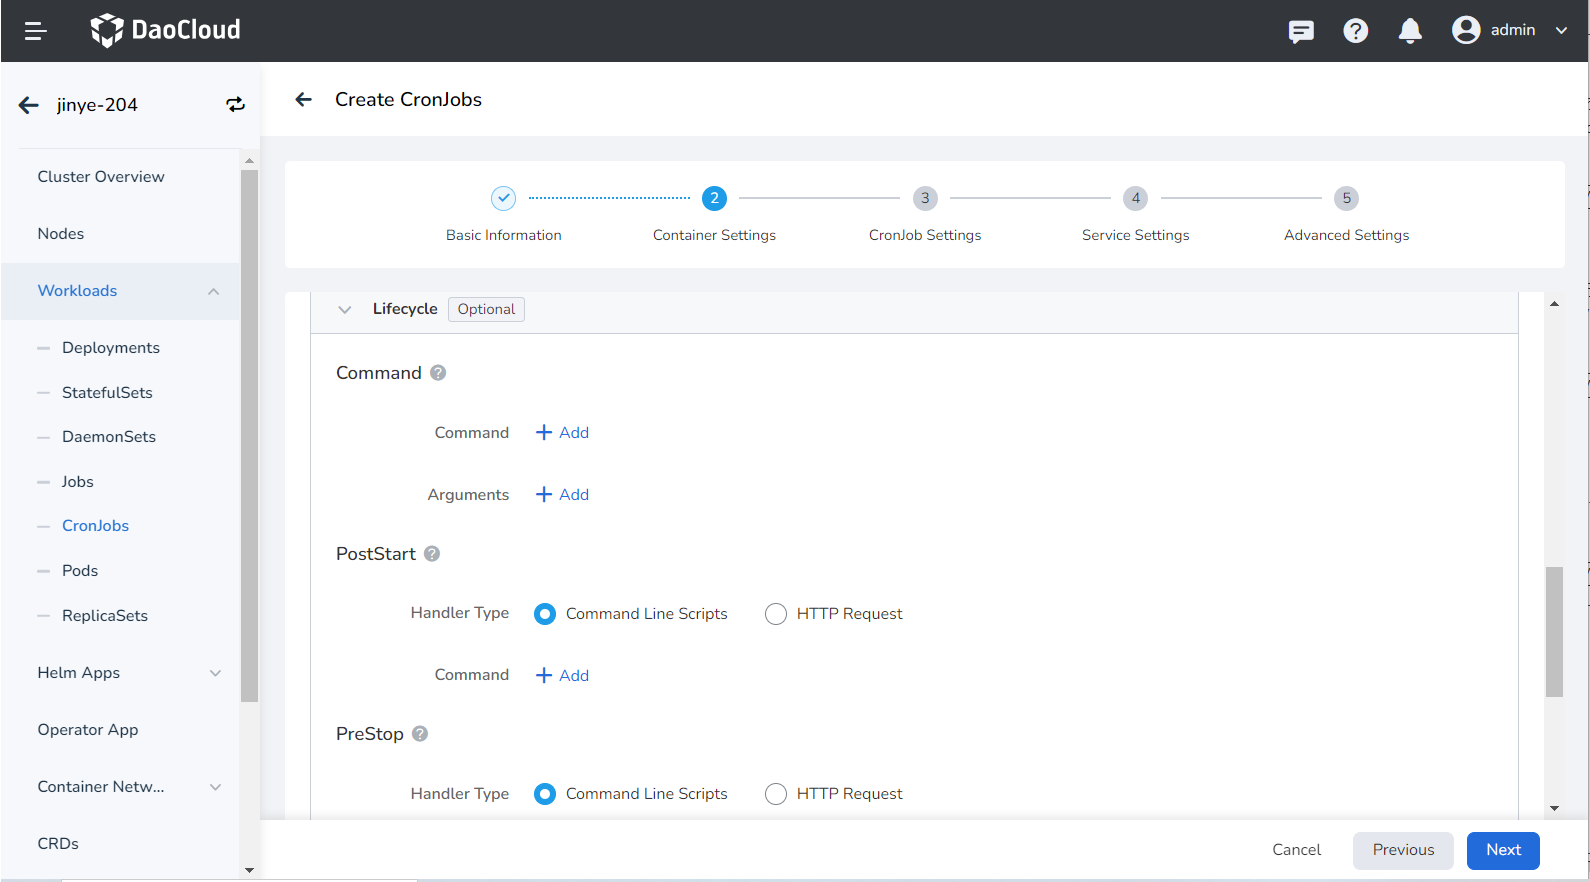 DaoCloud
admin
jinye-204
Create CronJobs
Cluster Overview
Nodes
Workloads
Deployments
StatefulSets
DaemonSets
Jobs
CronJobs
Pods
ReplicaSets
Helm Apps
Operator App
Container Netw...
CRDs
2
3
4
5
Basic Information
Container Settings
CronJob Settings
Service Settings
Advanced Settings
Lifecycle Optional
Command
Command + Add
Arguments + Add
PostStart
Handler Type Command Line Scripts HTTP Request
Command + Add
PreStop
Handler Type Command Line Scripts HTTP Request
Cancel Previous Next